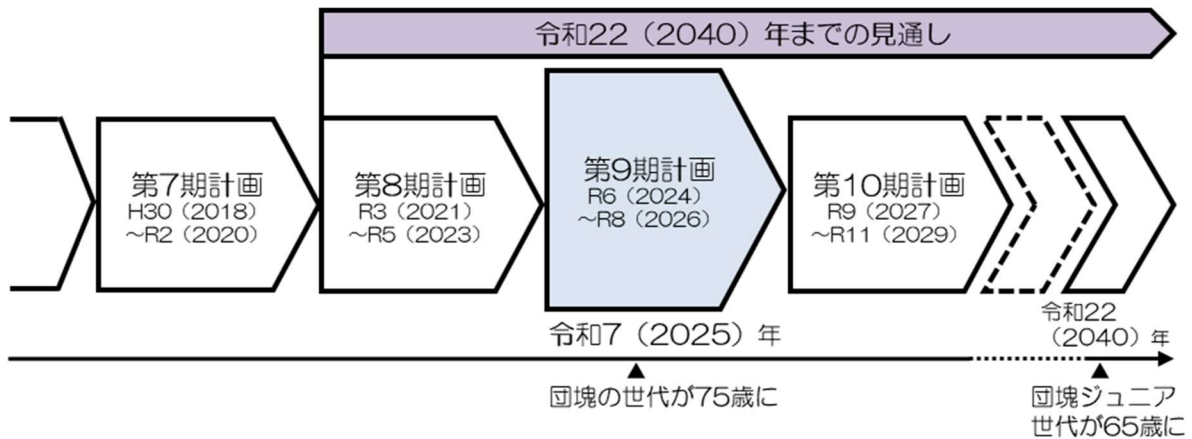 令和22（2040）年までの見通し
第7期計画
H30（2018）
～R2（2020）
第8期計画
R3（2021）
～R5（2023）
第9期計画
R6（2024）
～R8（2026）
第10期計画
R9（2027）
～R11（2029）
令和7（2025）年
令和22
（2040）年
▲
団塊の世代が75歳に
▲
団塊ジュニア
世代が65歳に